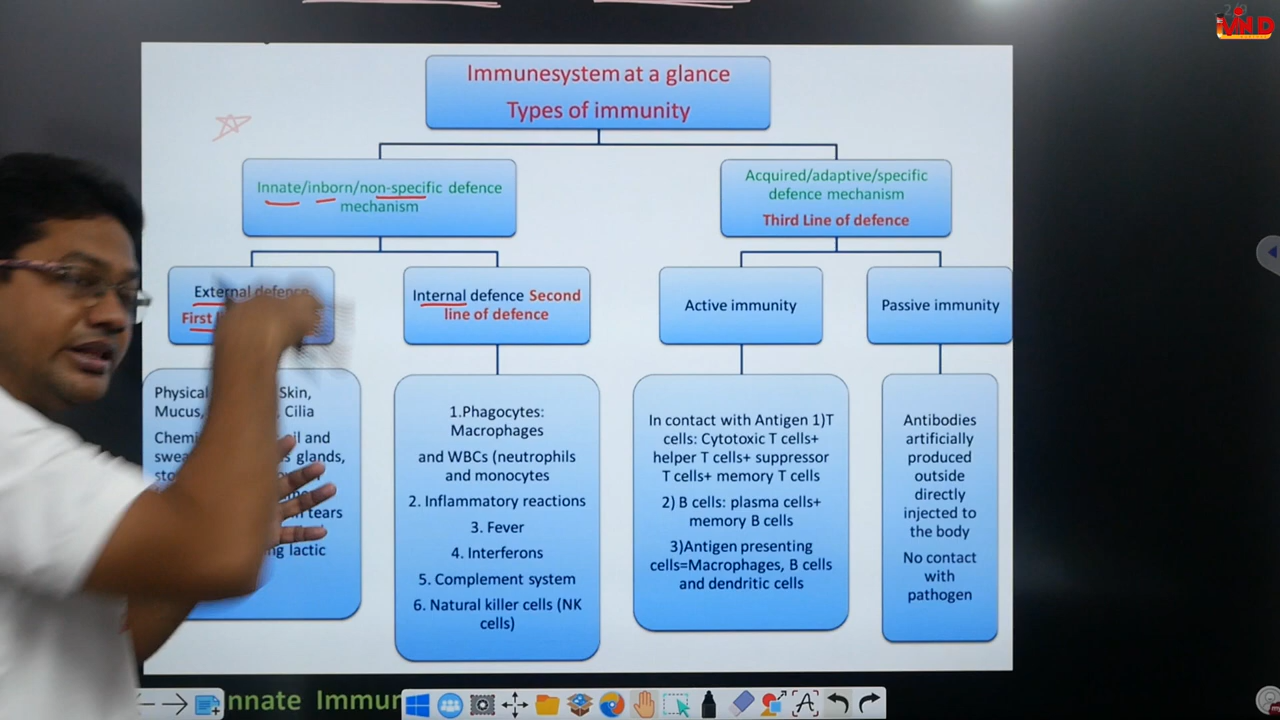 iMIND
Immunesystem at a glance
Types of immunity
Innate/inborn/non-specific defence
mechanism
Acquired/adaptive/specific
defence mechanism
Third Line of defence
External defence
First
Internal defence Second
line of defence
Active immunity
Passive immunity
Physical Skin,
Mucus, Cilia
and
glands,
tears
lactic
1.Phagocytes:
Macrophages
and WBCs (neutrophils
and monocytes
2. Inflammatory reactions
3. Fever
4. Interferons
5. Complement system
6. Natural killer cells (NK
cells)
In contact with Antigen 1)T
cells: Cytotoxic T cells+
helper T cells+ suppressor
T cells+ memory T cells
2) B cells: plasma cells+
memory B cells
3)Antigen presenting
cells=Macrophages, B cells
and dendritic cells
Antibodies
artificially
produced
outside
directly
injected to
the body
No contact
with
pathogen
nnate Immur